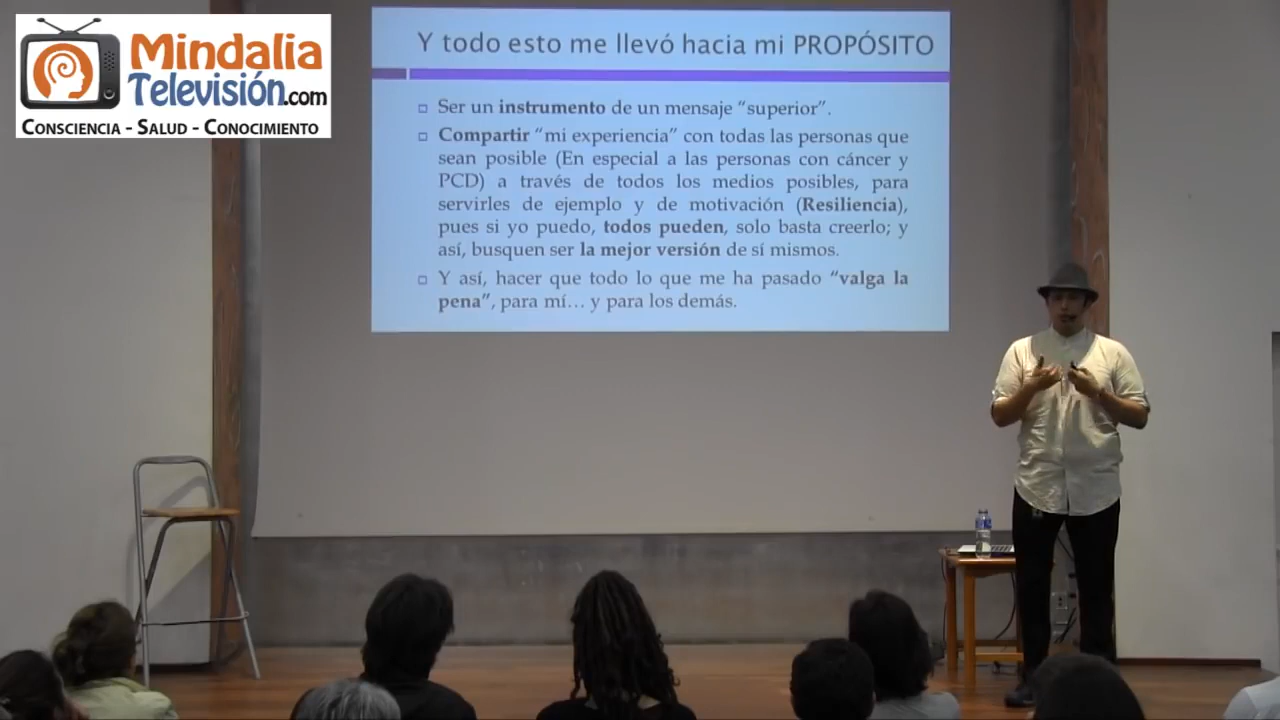 Mindalia
Televisión.com
CONSCIENCIA - SALUD - CONOCIMIENTO
Y todo esto me llevó hacia mi PROPÓSITO
Ser un instrumento de un mensaje “superior”.
Compartir “mi experiencia” con todas las personas que
sean posible (En especial a las personas con cáncer y
PCD) a través de todos los medios posibles, para
servirles de ejemplo y de motivación (Resiliencia),
pues si yo puedo, todos pueden, solo basta creerlo; y
así, busquen ser la mejor versión de sí mismos.
Y así, hacer que todo lo que me ha pasado “valga la
pena”, para mí… y para los demás.